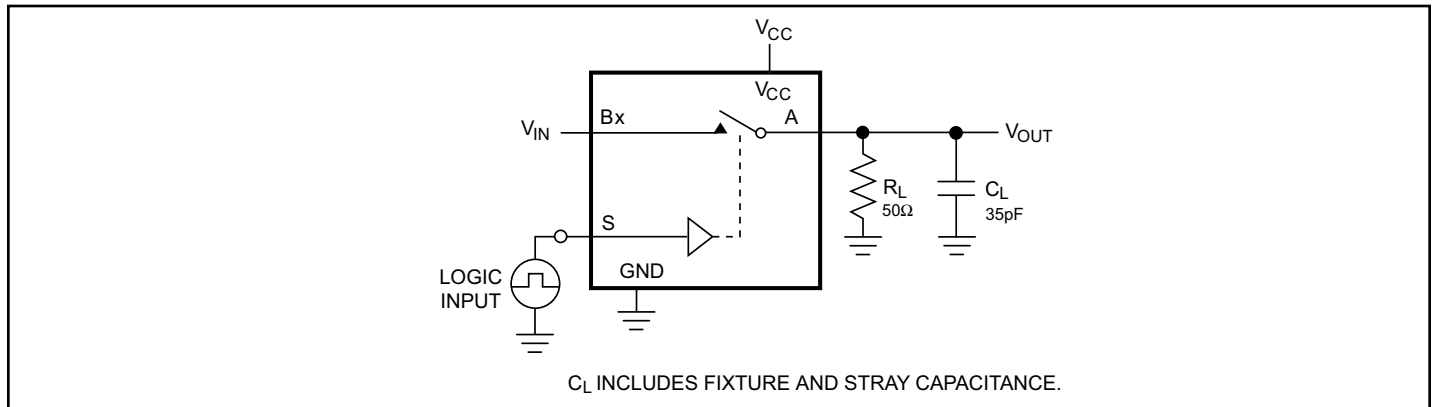 VCC
VCC
Bx
A
VIN
VOUT
RL
50Ω
CL
35pF
S
LOGIC
INPUT
GND
CL INCLUDES FIXTURE AND STRAY CAPACITANCE.